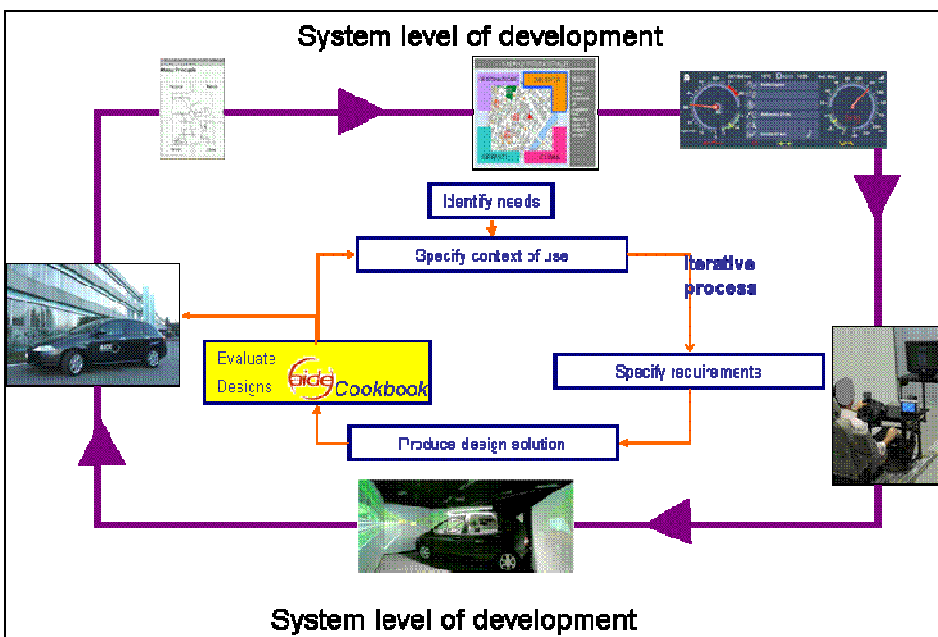 System level of development
Identify needs
Specify context of use
Iterative
process
Evaluate
Designs
aide
Cookbook
Specify requirements
Produce design solution
System level of development